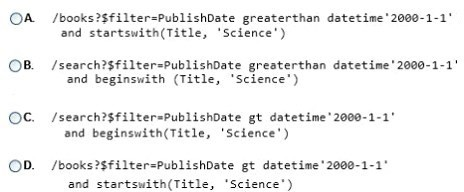 A. /books?$filter=PublishDate greaterthan datetime'2000-1-1'
and startswith(Title, 'Science')
B. /search?$filter=PublishDate greaterthan datetime'2000-1-1'
and beginswith (Title, 'Science')
C. /search?$filter=PublishDate gt datetime'2000-1-1'
and beginswith(Title, 'Science')
D. /books?$filter=PublishDate gt datetime'2000-1-1'
and startswith(Title, 'Science')